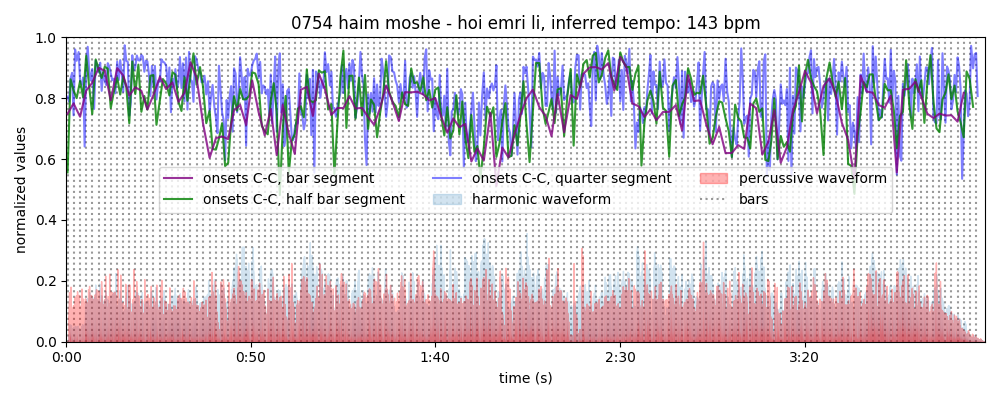 0754 haim moshe - hoi emri li, inferred tempo: 143 bpm
normalized values
1.0
0.8
0.6
0.4
0.2
0.0
onsets C-C, bar segment
onsets C-C, half bar segment
onsets C-C, quarter segment
harmonic waveform
percussive waveform
bars
0:00
0:50
1:40
2:30
3:20
time (s)